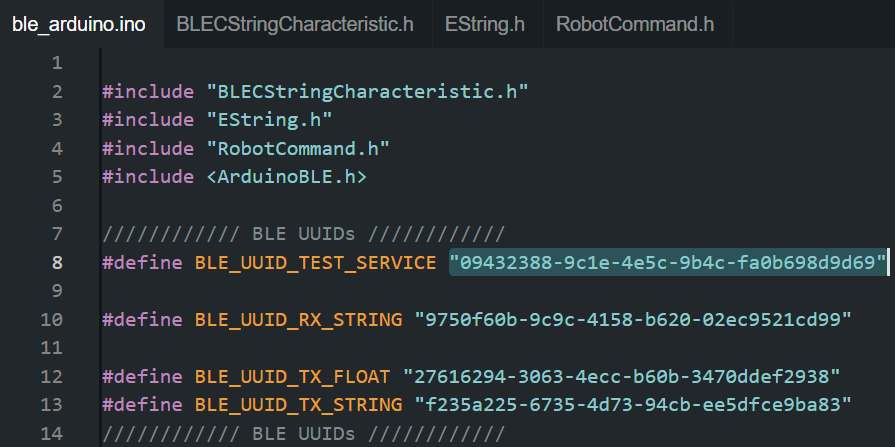 ble_arduino.ino BLECStringCharacteristic.h EString.h RobotCommand.h
1
2 #include "BLECStringCharacteristic.h"
3 #include "EString.h"
4 #include "RobotCommand.h"
5 #include <ArduinoBLE.h>
6
7 //////////// BLE UUIDs ////////////
8 #define BLE_UUID_TEST_SERVICE "09432388-9c1e-4e5c-9b4c-fa0b698d9d69"
9
10 #define BLE_UUID_RX_STRING "9750f60b-9c9c-4158-b620-02ec9521cd99"
11
12 #define BLE_UUID_TX_FLOAT "27616294-3063-4ecc-b60b-3470ddef2938"
13 #define BLE_UUID_TX_STRING "f235a225-6735-4d73-94cb-ee5dfce9ba83"
14 //////////// BLE UUIDs ////////////